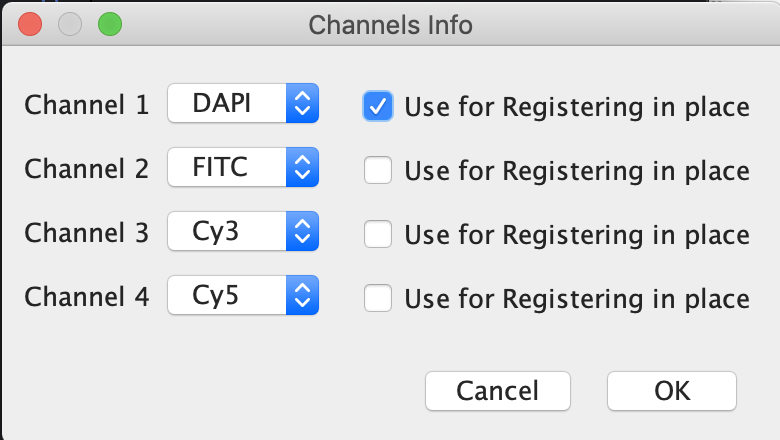 Channels Info
Channel 1 DAPI Use for Registering in place
Channel 2 FITC Use for Registering in place
Channel 3 Cy3 Use for Registering in place
Channel 4 Cy5 Use for Registering in place
Cancel OK